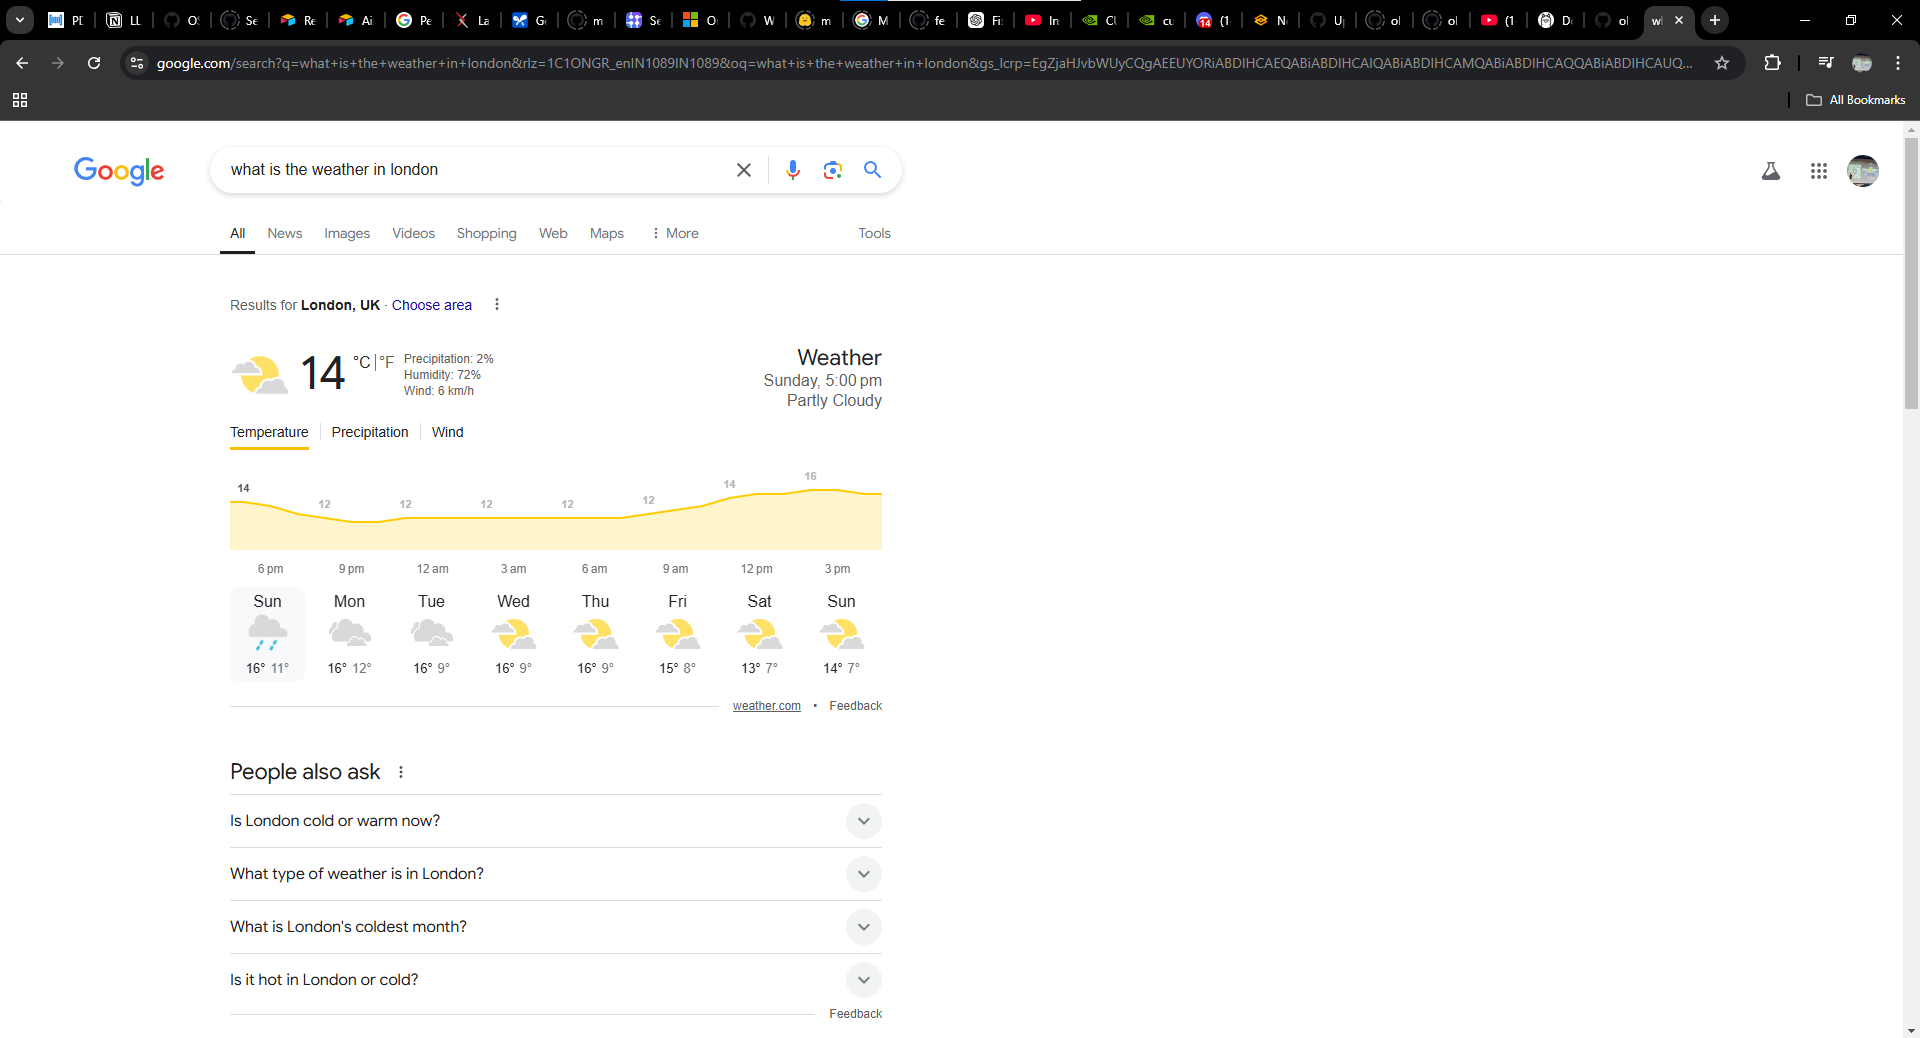 PD
LL
O
Se
Re
Ai
Pe
La
Ge
m
Se
O
W
m
M
fe
Fi
In
Cl
cu
14
(1
N
U
ol
ol
(1
D
ol
wl
google.com/search?q=what+is+the+weather+in+london&rlz=1C1ONGR_enIN1089IN1089&oq=what+is+the+weather+in+london&gs_lcrp=EgZjaHJvbWUyCQgAEEUYORiABDIHCAEQABiABDIHCAIQABiABDIHCAMQABiABDIHCAQQABiABDIHCAUQ...
All Bookmarks
Google
what is the weather in london
All News Images Videos Shopping Web Maps More Tools
Results for London, UK · Choose area
14 °C | °F
Precipitation: 2%
Humidity: 72%
Wind: 6 km/h
Weather
Sunday, 5:00 pm
Partly Cloudy
Temperature Precipitation Wind
14 12 12 12 12 12 14 16
6 pm 9 pm 12 am 3 am 6 am 9 am 12 pm 3 pm
Sun Mon Tue Wed Thu Fri Sat Sun
16° 11° 16° 12° 16° 9° 16° 9° 16° 9° 15° 8° 13° 7° 14° 7°
weather.com • Feedback
People also ask
Is London cold or warm now?
What type of weather is in London?
What is London's coldest month?
Is it hot in London or cold?
Feedback